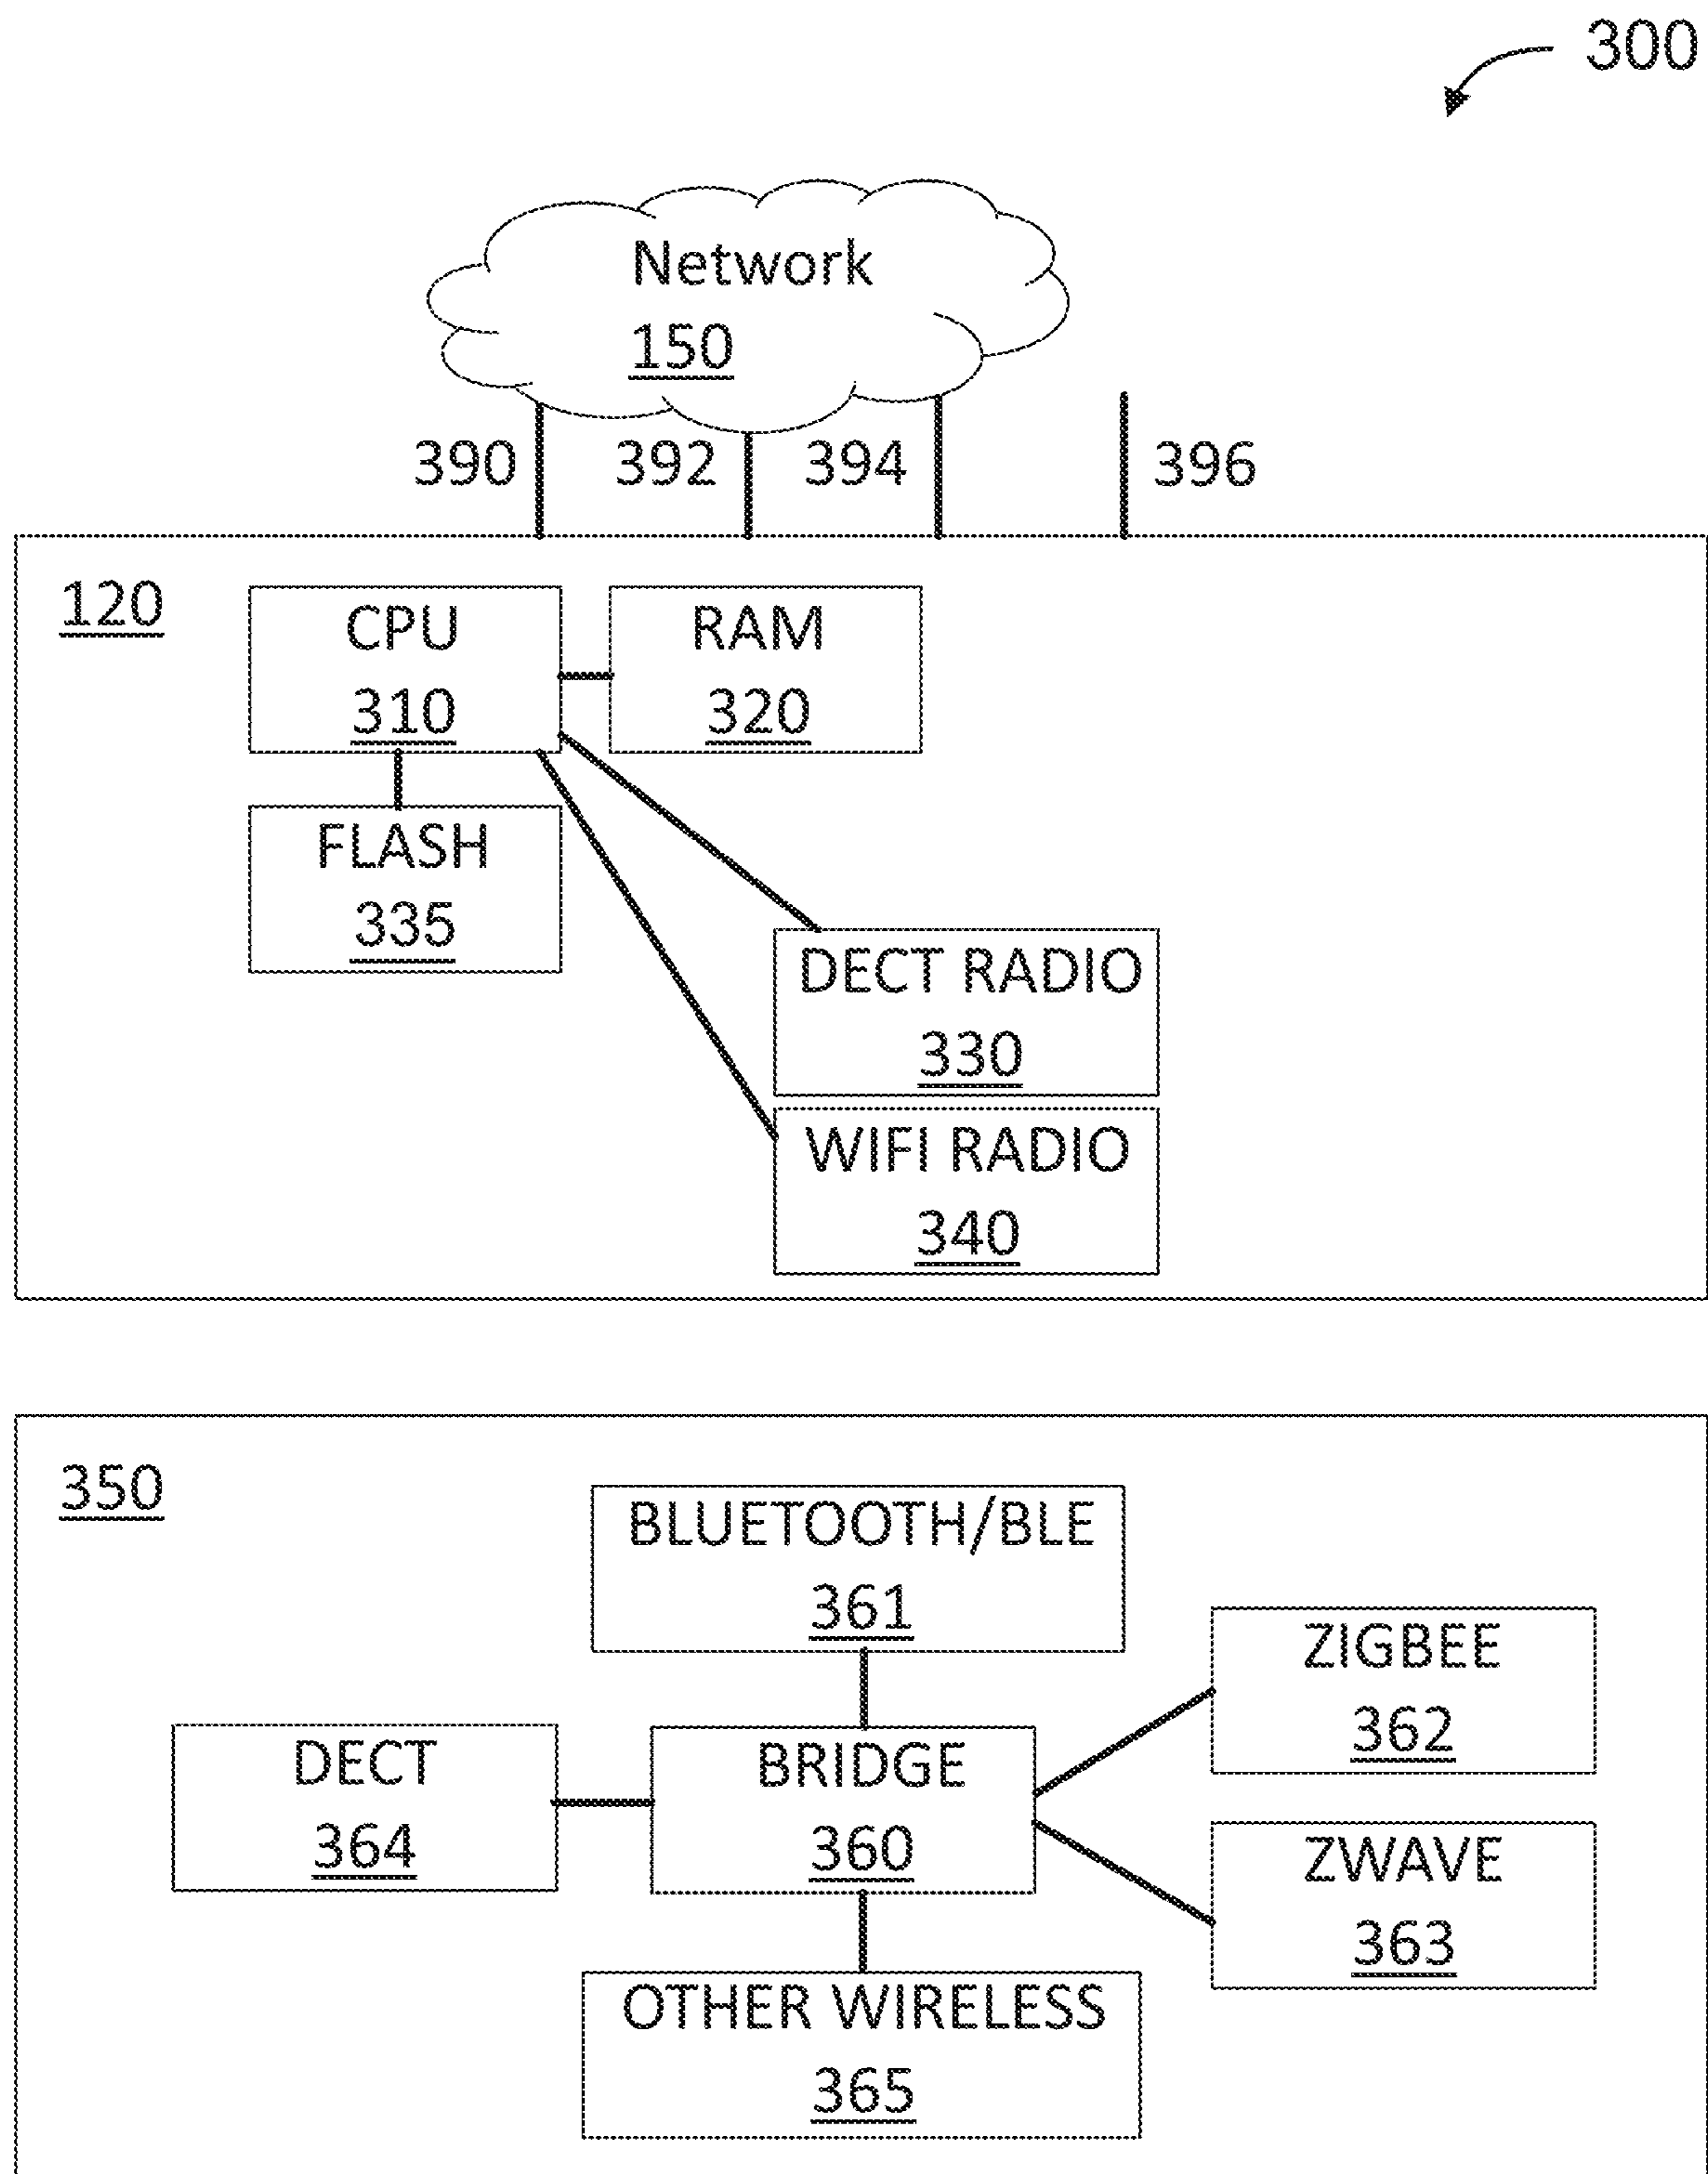 300
Network
150
390 392 394 396
120
CPU
310
RAM
320
FLASH
335
DECT RADIO
330
WIFI RADIO
340
350
BLUETOOTH/BLE
361
ZIGBEE
362
DECT
364
BRIDGE
360
ZWAVE
363
OTHER WIRELESS
365